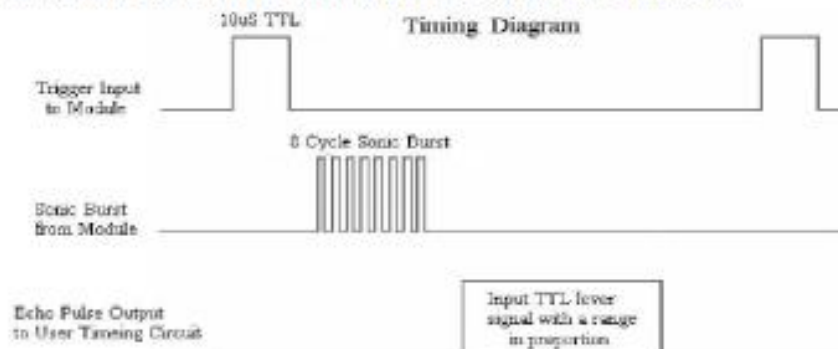 10uS TTL
Timing Diagram
Trigger Input
to Module
8 Cycle Sonic Burst
Sonic Burst
from Module
Echo Pulse Output
to User Timeing Circuit
Input TTL lever
signal with a range
in proportion